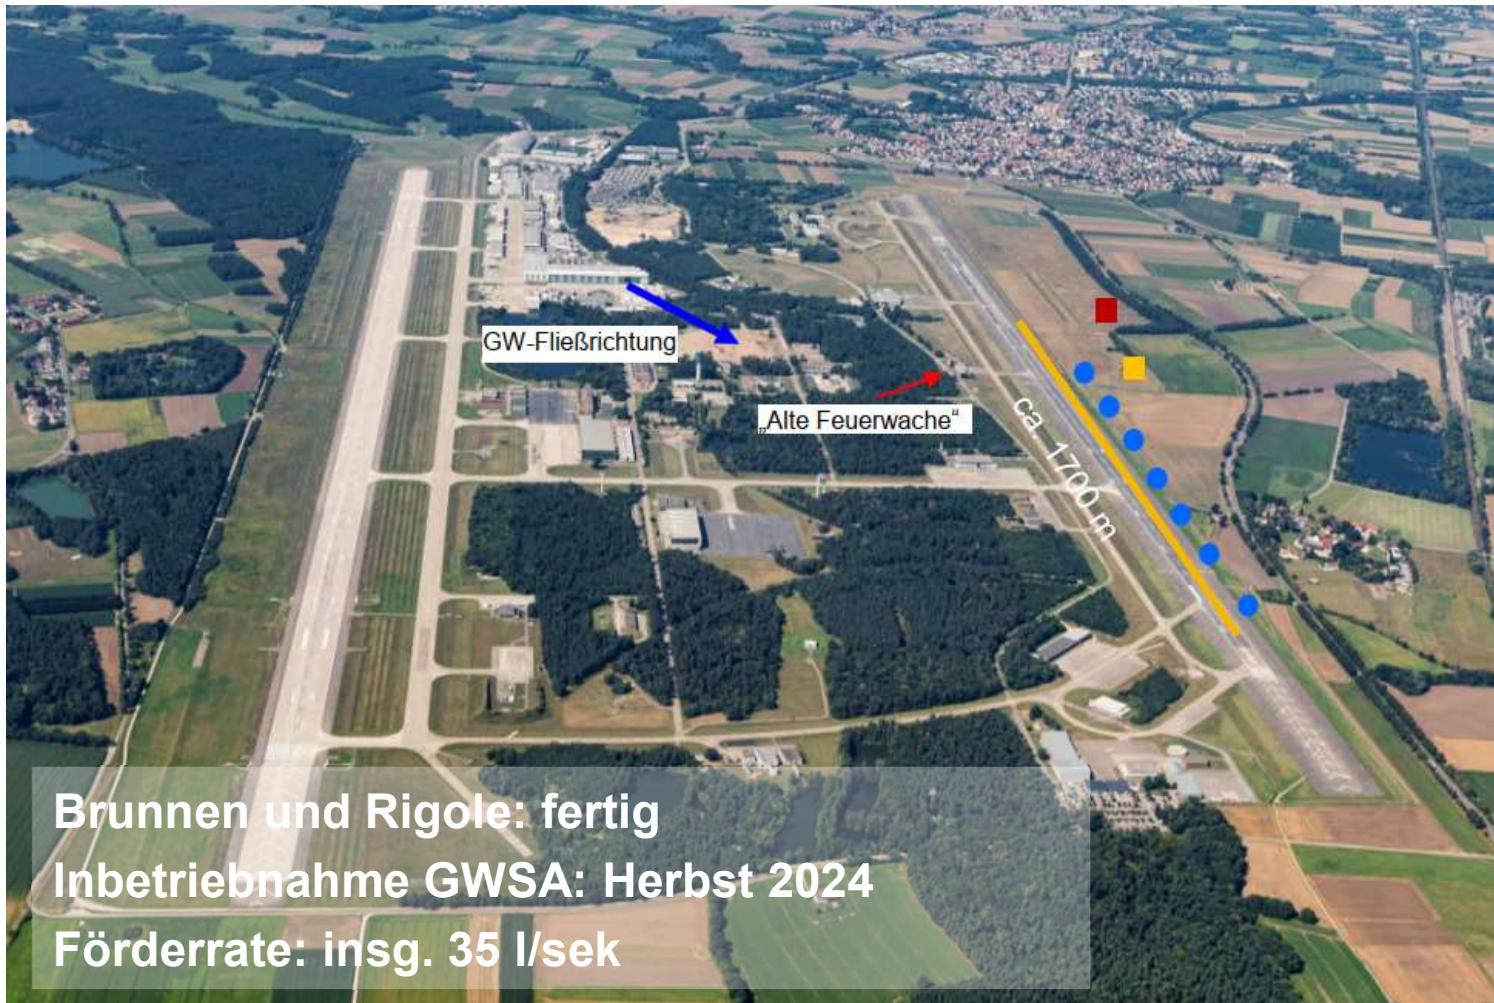 GW-Fließrichtung
„Alte Feuerwache“
ca. 1700 m
Brunnen und Rigole: fertig
Inbetriebnahme GWSA: Herbst 2024
Förderrate: insg. 35 l/sek